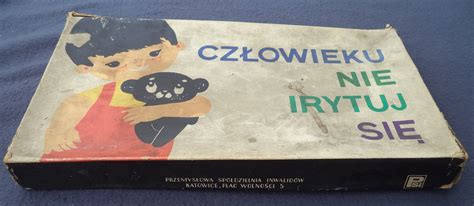 CZŁOWIEKU
NIE
IRYTUJ
SIĘ
PRZEMYSŁOWA SPÓŁDZIELNIA INWALIDÓW
KATOWICE, PLAC WOLNOŚCI 5